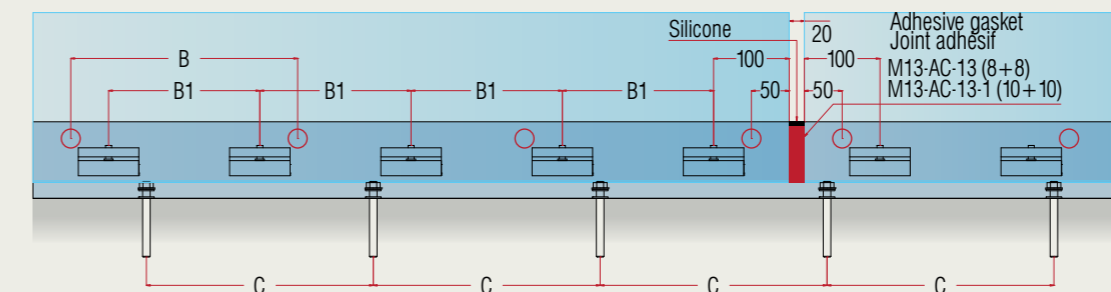 Silicone
20
Adhesive gasket
Joint adhésif
B
100
100
M13-AC-13 (8+8)
B1
B1
B1
B1
50
50
M13-AC-13-1 (10+10)
C
C
C
C